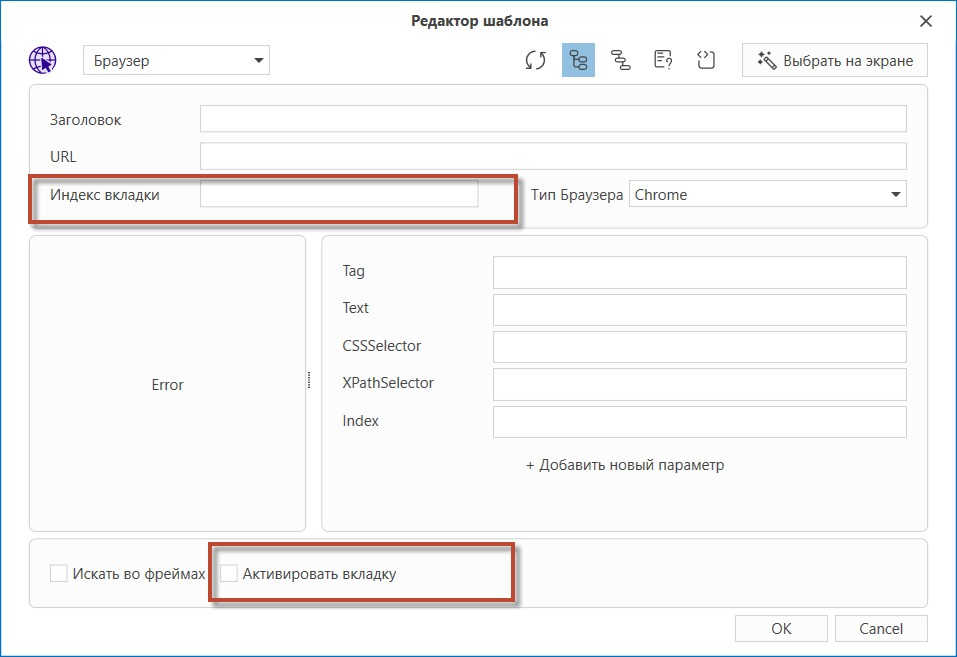 Редактор шаблона
Браузер
Выбрать на экране
Заголовок
URL
Индекс вкладки
Тип Браузера
Chrome
Error
Tag
Text
CSSSelector
XPathSelector
Index
+ Добавить новый параметр
Искать во фреймах
Активировать вкладку
OK
Cancel